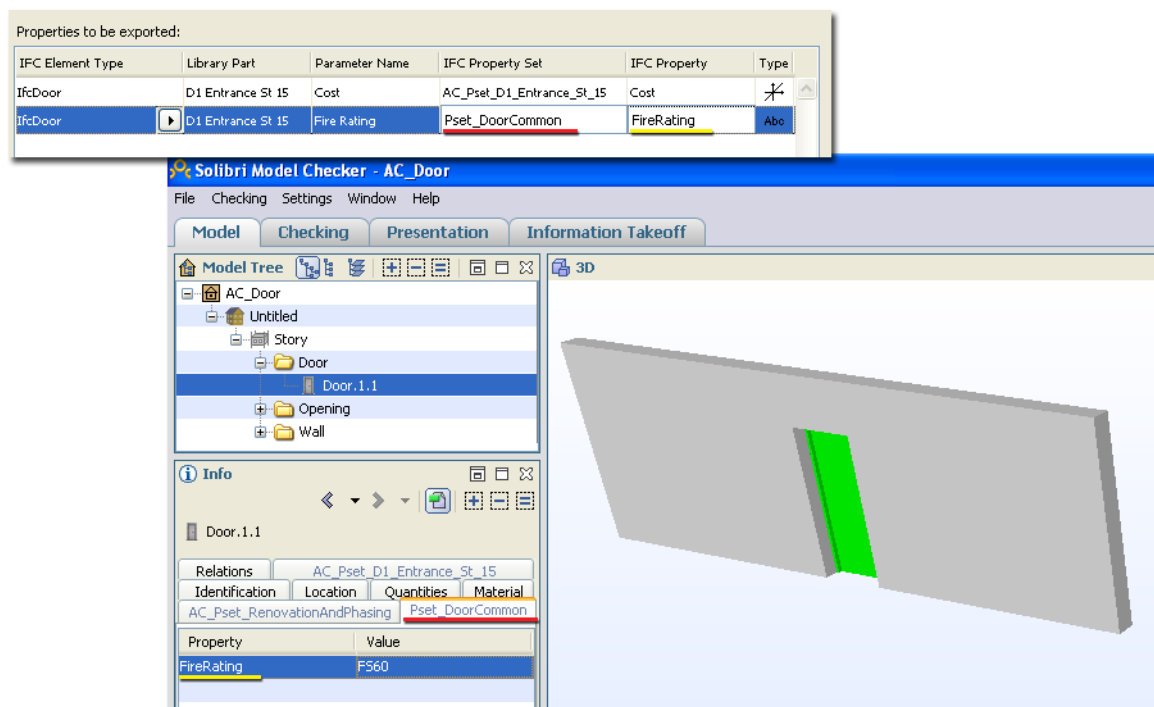 Properties to be exported:
IFC Element Type Library Part Parameter Name IFC Property Set IFC Property Type
IfcDoor D1 Entrance St 15 Cost AC_Pset_D1_Entrance_St_15 Cost
IfcDoor D1 Entrance St 15 Fire Rating Pset_DoorCommon FireRating Abc
Solibri Model Checker - AC_Door
File Checking Settings Window Help
Model Checking Presentation Information Takeoff
Model Tree
3D
AC_Door
Untitled
Story
Door
Door.1.1
Opening
Wall
Info
Door.1.1
Relations AC_Pset_D1_Entrance_St_15
Identification Location Quantities Material
AC_Pset_RenovationAndPhasing Pset_DoorCommon
Property Value
FireRating FS60